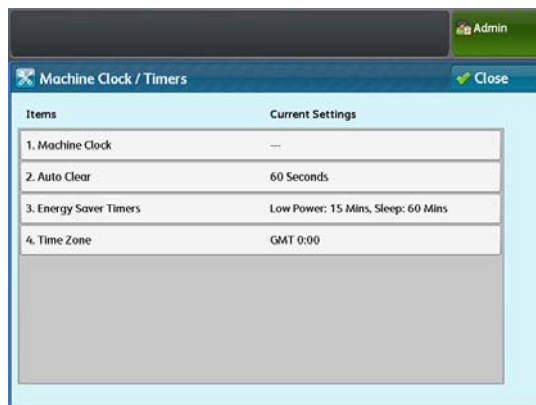 Admin
Machine Clock / Timers
Close
Items Current Settings
1. Machine Clock ---
2. Auto Clear 60 Seconds
3. Energy Saver Timers Low Power: 15 Mins, Sleep: 60 Mins
4. Time Zone GMT 0:00